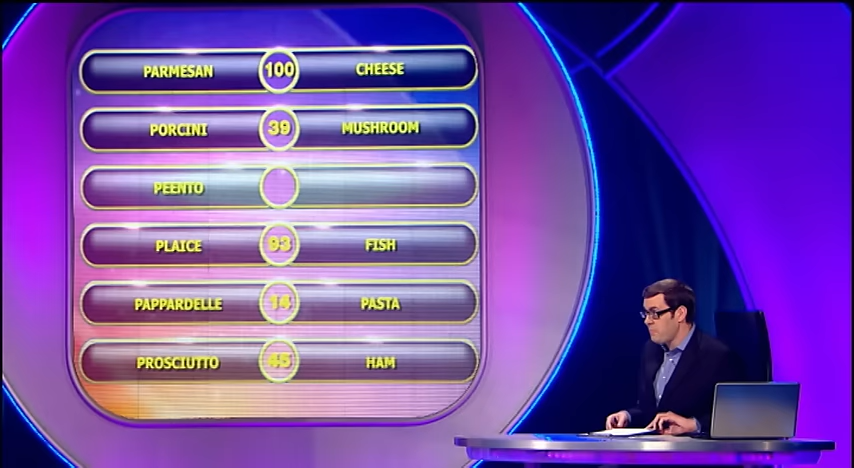 PARMESAN 100 CHEESE
PORCINI 39 MUSHROOM
PEENTO
PLAICE 93 FISH
PAPPARDELLE 14 PASTA
PROSCIUTTO 45 HAM